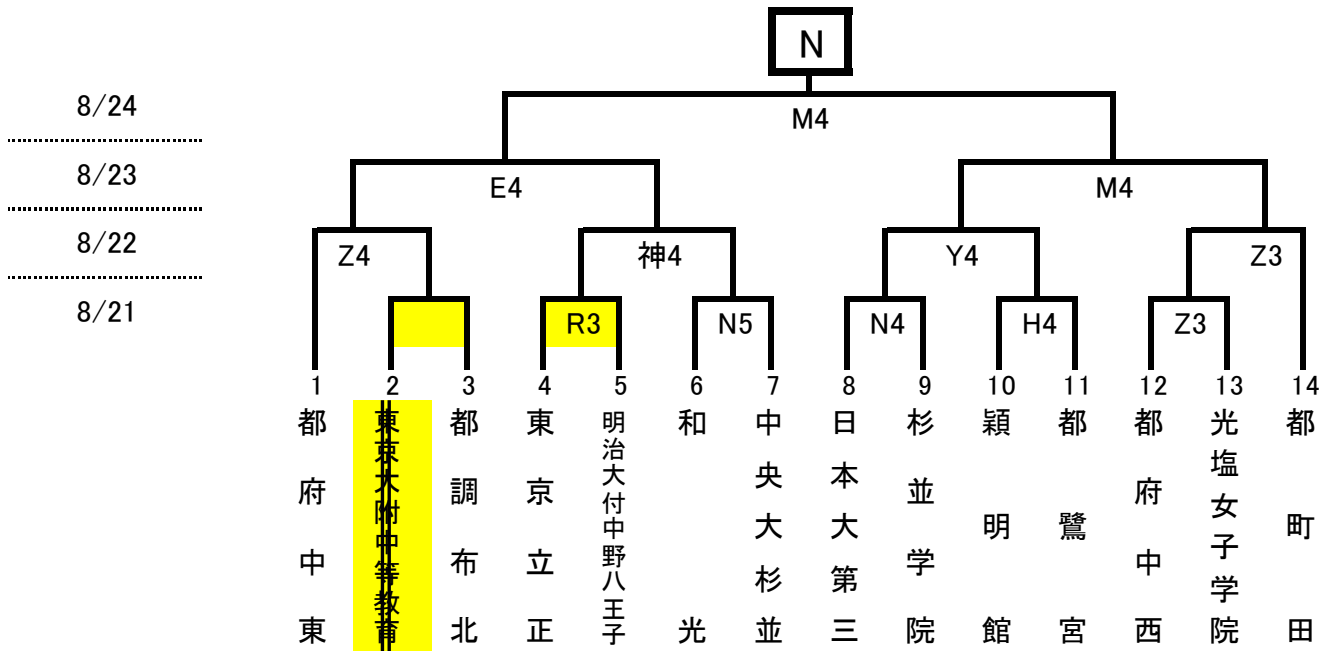 N
8/24
M4
8/23
E4
M4
8/22
Z4
神4
Y4
Z3
8/21
R3
N5
N4
H4
Z3
1
2
3
4
5
6
7
8
9
10
11
12
13
14
都府中東
東京大附中等教育
都調布北
東京立正
明治大付中野八王子
和光
中央大杉並
日本大第三
杉並学院
穎明館
都鷺宮
都府中西
光塩女子学院
都町田